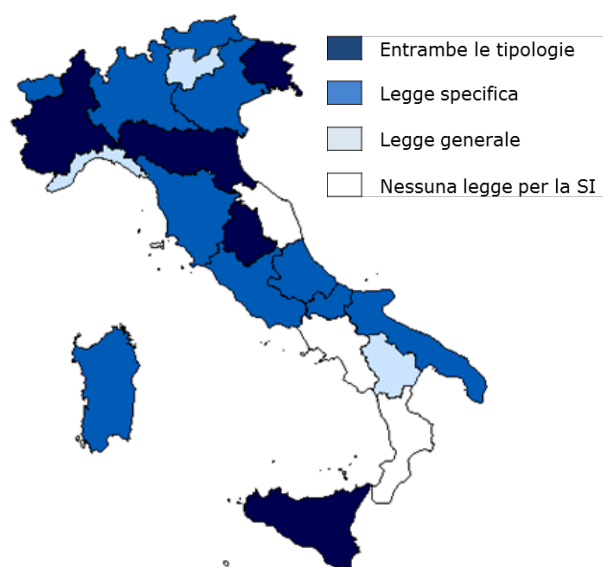 Entrambe le tipologie
Legge specifica
Legge generale
Nessuna legge per la SI